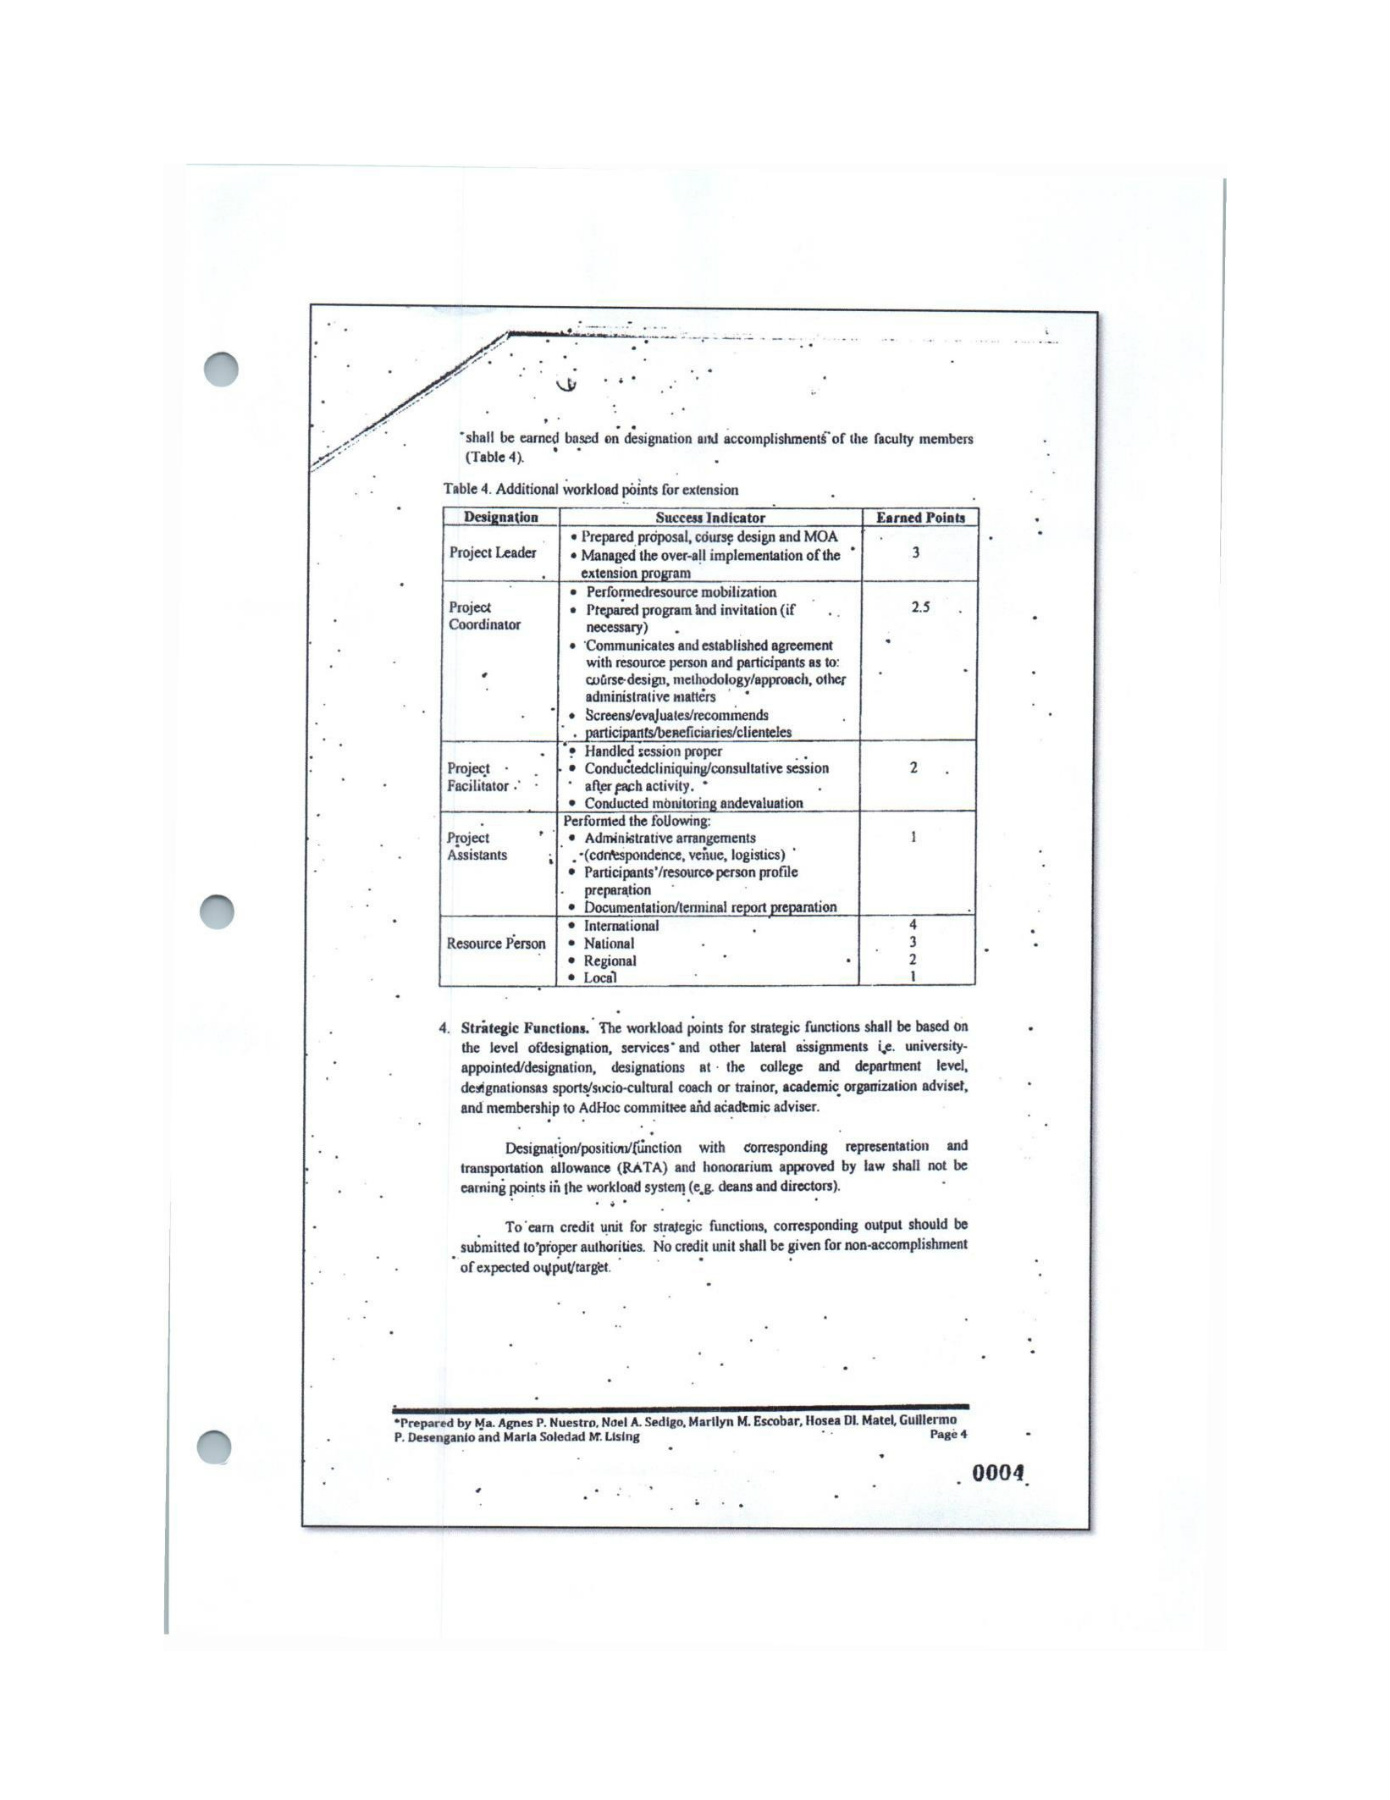 shall be earned based on designation and accomplishments of the faculty members
(Table 4).
Table 4. Additional workload points for extension
Designation Success Indicator Earned Points
Project Leader
• Prepared proposal, course design and MOA
• Managed the over-all implementation of the
extension program
3
Project
Coordinator
• Performedresource mobilization
• Prepared program and invitation (if
necessary)
• Communicates and established agreement
with resource person and participants as to:
course design, methodology/approach, other
administrative matters
• Screens/evaluates/recommends
participants/beneficiaries/clienteles
2.5
Project
Facilitator
• Handled session proper
• Conductedcliniquing/consultative session
after each activity.
• Conducted monitoring andevaluation
2
Project
Assistants
Performed the following:
• Administrative arrangements
(correspondence, venue, logistics)
• Participants'/resource person profile
preparation
• Documentation/terminal report preparation
1
Resource Person
• International 4
• National 3
• Regional 2
• Local 1
4. Strategic Functions. The workload points for strategic functions shall be based on
the level ofdesignation, services and other lateral assignments i.e. university-
appointed/designation, designations at the college and department level,
designationsas sports/socio-cultural coach or trainor, academic organization adviser,
and membership to AdHoc committee and academic adviser.
Designation/position/function with corresponding representation and
transportation allowance (RATA) and honorarium approved by law shall not be
earning points in the workload system (e.g. deans and directors).
To earn credit unit for strategic functions, corresponding output should be
submitted to proper authorities. No credit unit shall be given for non-accomplishment
of expected output/target.
*Prepared by Ma. Agnes P. Nuestro, Noel A. Sedigo, Marilyn M. Escobar, Hosea DL Matel, Guillermo
P. Desenganio and Maria Soledad M. Lising Page 4
0004